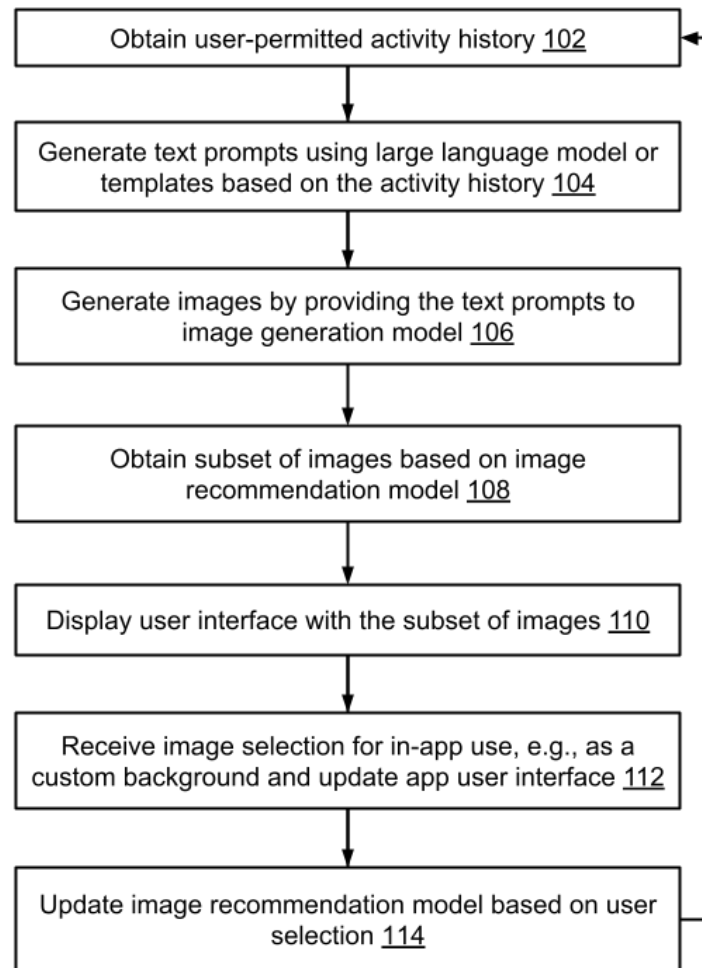 Obtain user-permitted activity history 102
Generate text prompts using large language model or
templates based on the activity history 104
Generate images by providing the text prompts to
image generation model 106
Obtain subset of images based on image
recommendation model 108
Display user interface with the subset of images 110
Receive image selection for in-app use, e.g., as a
custom background and update app user interface 112
Update image recommendation model based on user
selection 114